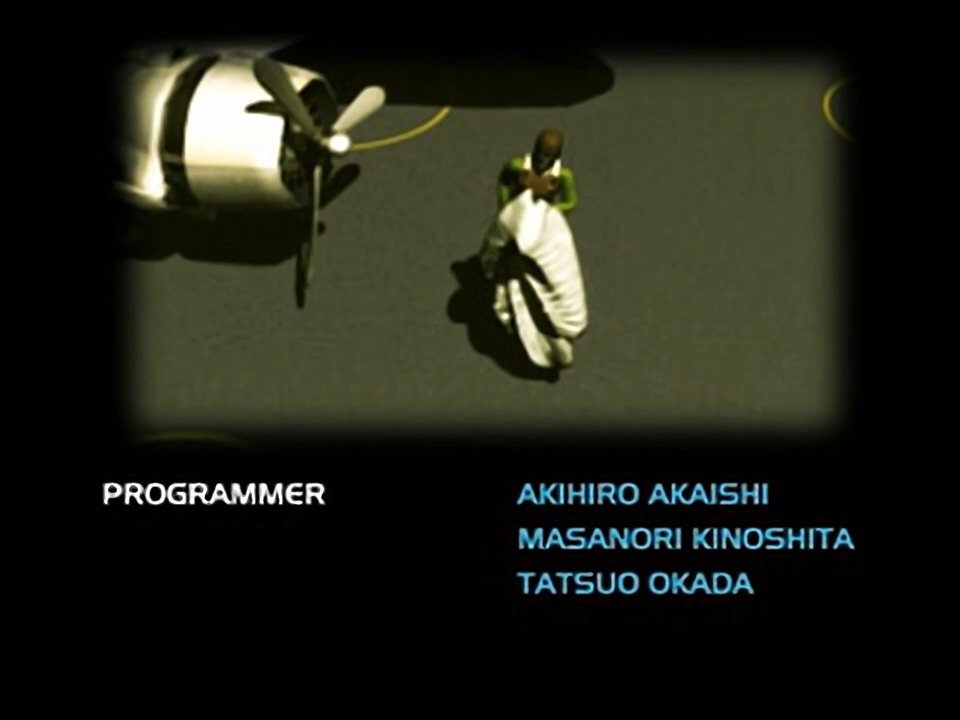 PROGRAMMER
AKIHIRO AKAISHI
MASANORI KINOSHITA
TATSUO OKADA